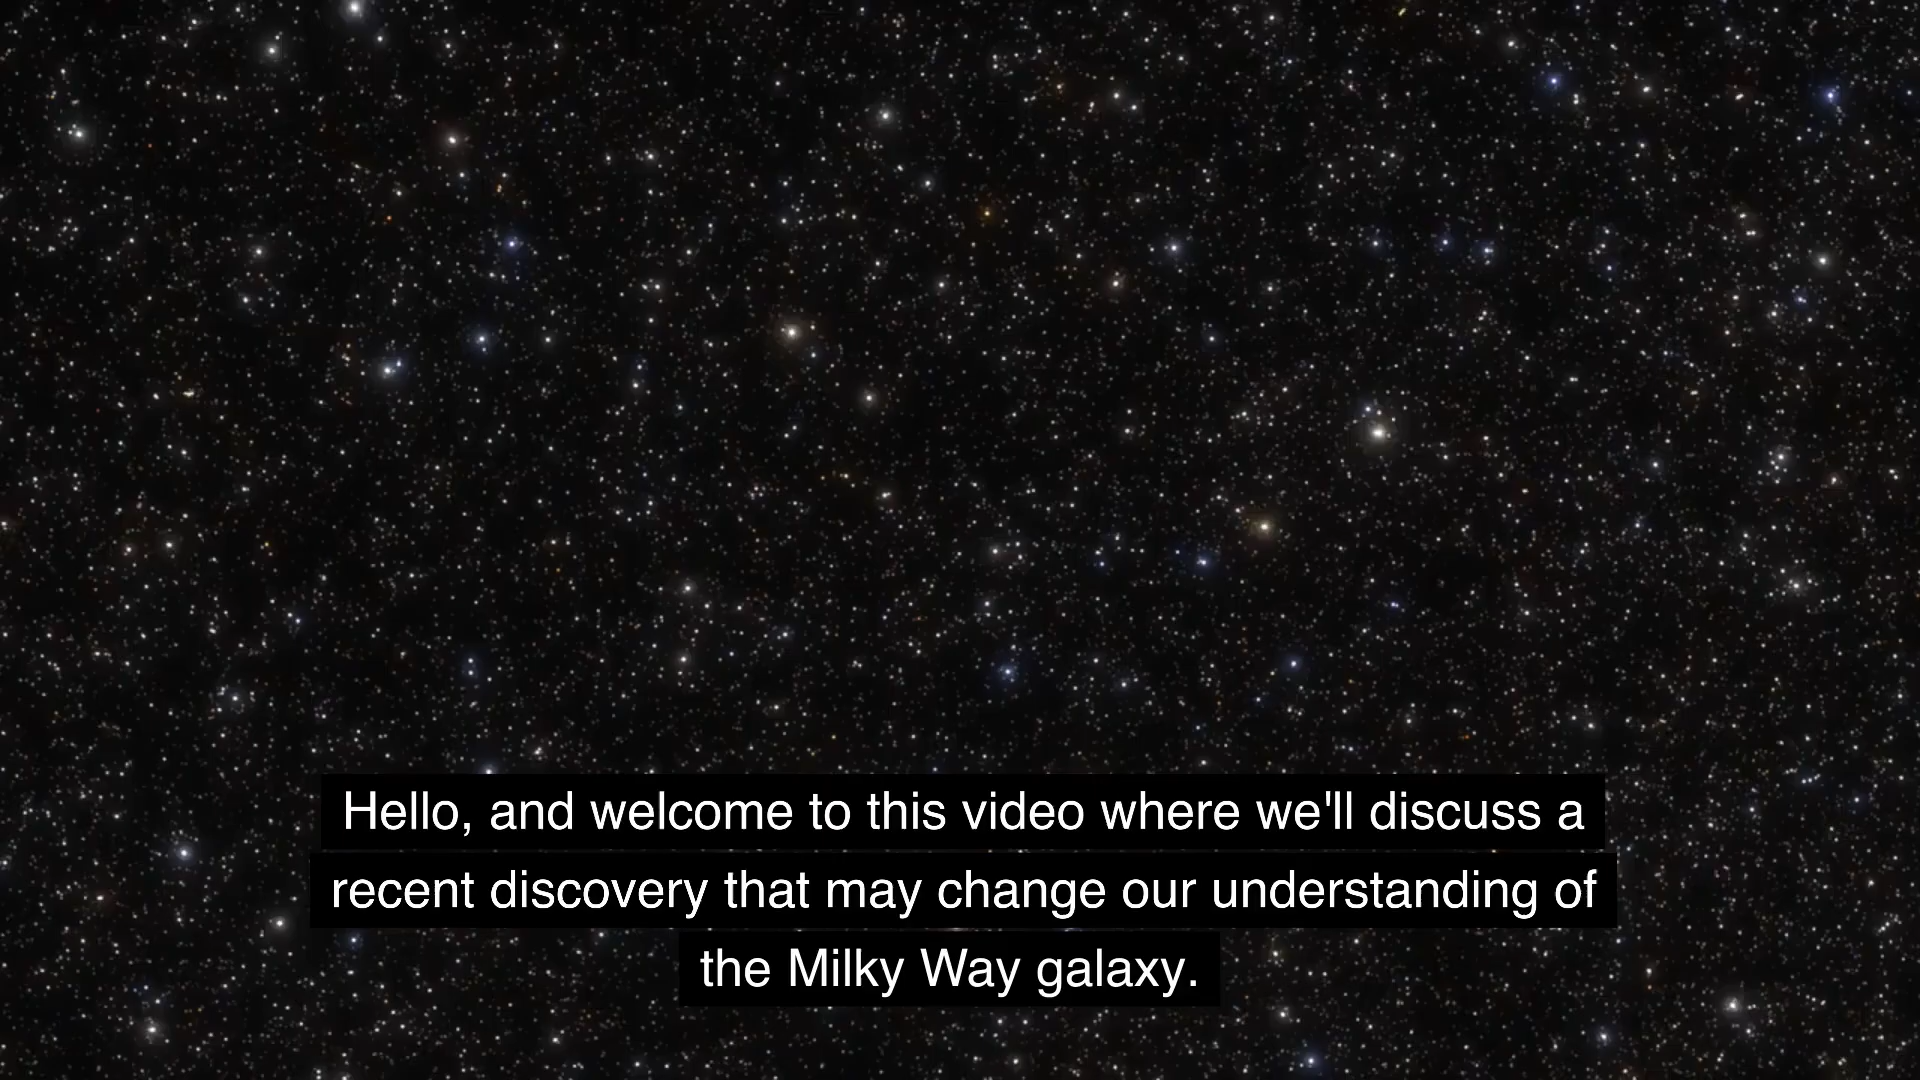 Hello, and welcome to this video where we'll discuss a
recent discovery that may change our understanding of
the Milky Way galaxy.